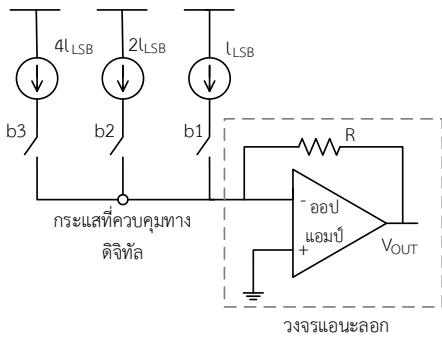 4I_LSB 2I_LSB I_LSB
b3 b2 b1
R
- ออป
แอมป์
+
V_OUT
กระแสที่ควบคุมทาง
ดิจิทัล
วงจรแอนะลอก